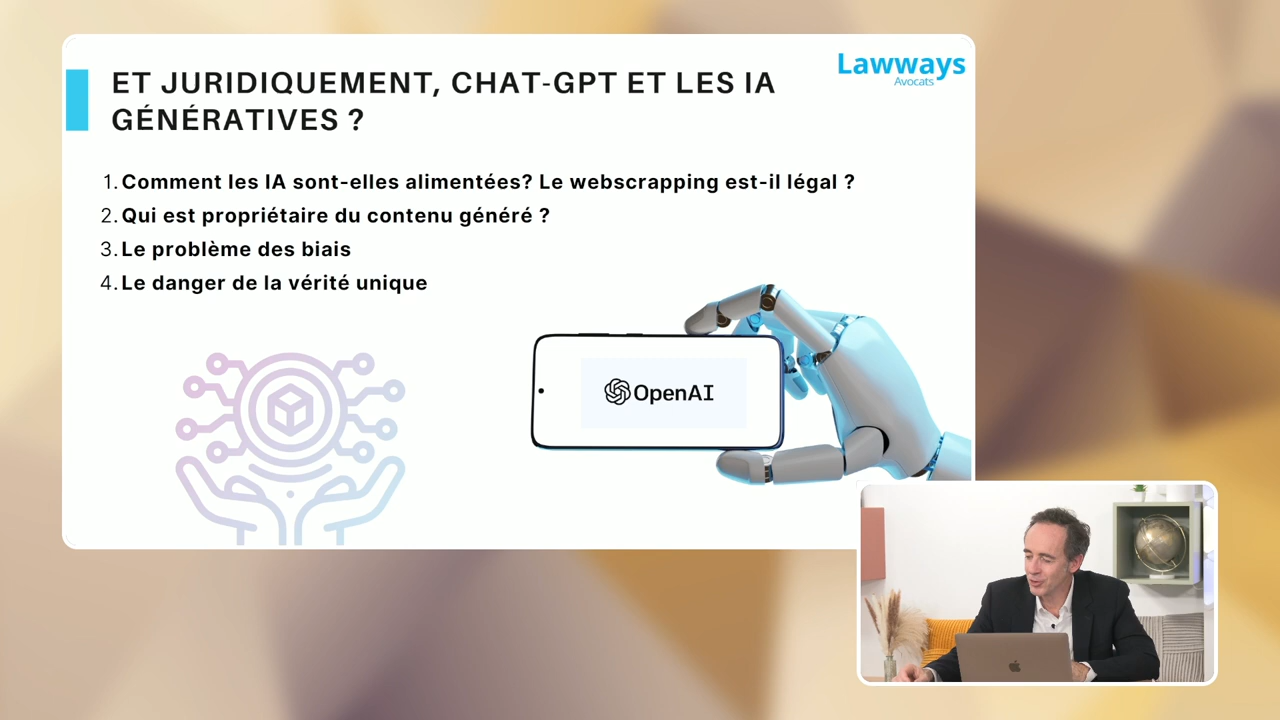 ET JURIDIQUEMENT, CHAT-GPT ET LES IA
GÉNÉRATIVES ?
Lawways
Avocats
1. Comment les IA sont-elles alimentées? Le webscrapping est-il légal ?
2. Qui est propriétaire du contenu généré ?
3. Le problème des biais
4. Le danger de la vérité unique
OpenAI